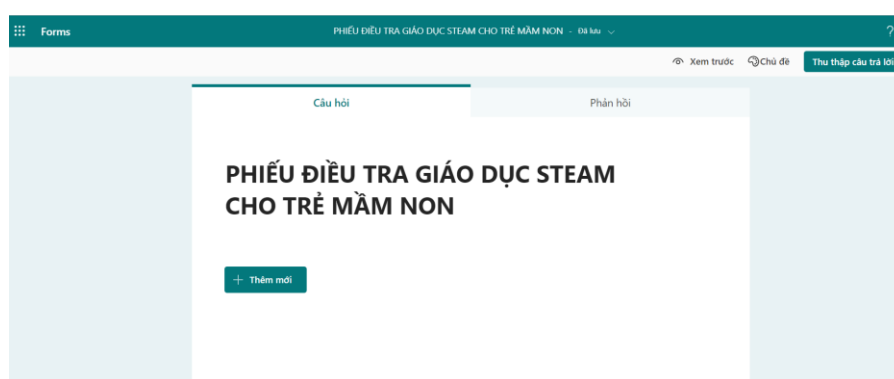 Forms
PHIẾU ĐIỀU TRA GIÁO DỤC STEAM CHO TRẺ MẦM NON - Đã lưu
?
Xem trước
Chủ đề
Thu thập câu trả lời
Câu hỏi
Phản hồi
PHIẾU ĐIỀU TRA GIÁO DỤC STEAM
CHO TRẺ MẦM NON
+ Thêm mới